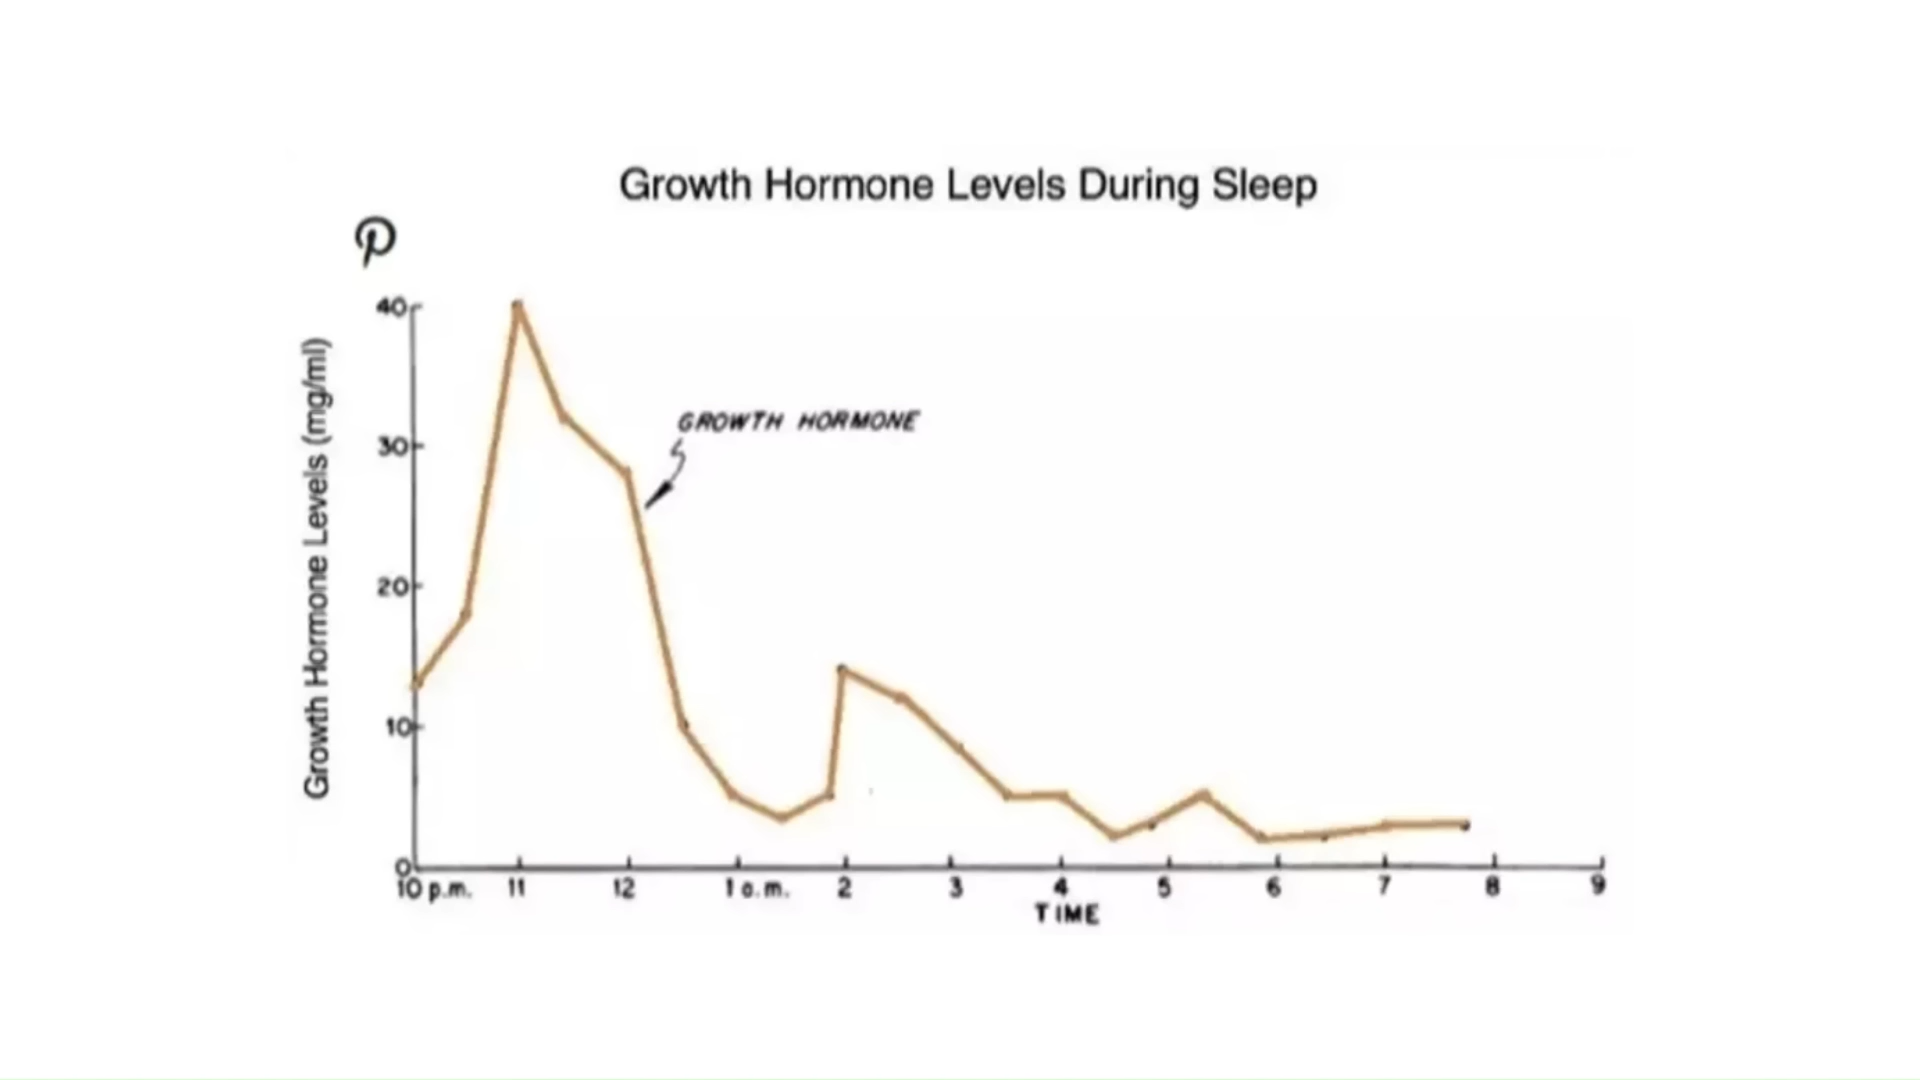 Growth Hormone Levels During Sleep
Growth Hormone Levels (mg/ml)
40
30
20
10
0
GROWTH HORMONE
10 p.m. 11 12 1 a.m. 2 3 4 5 6 7 8 9
TIME